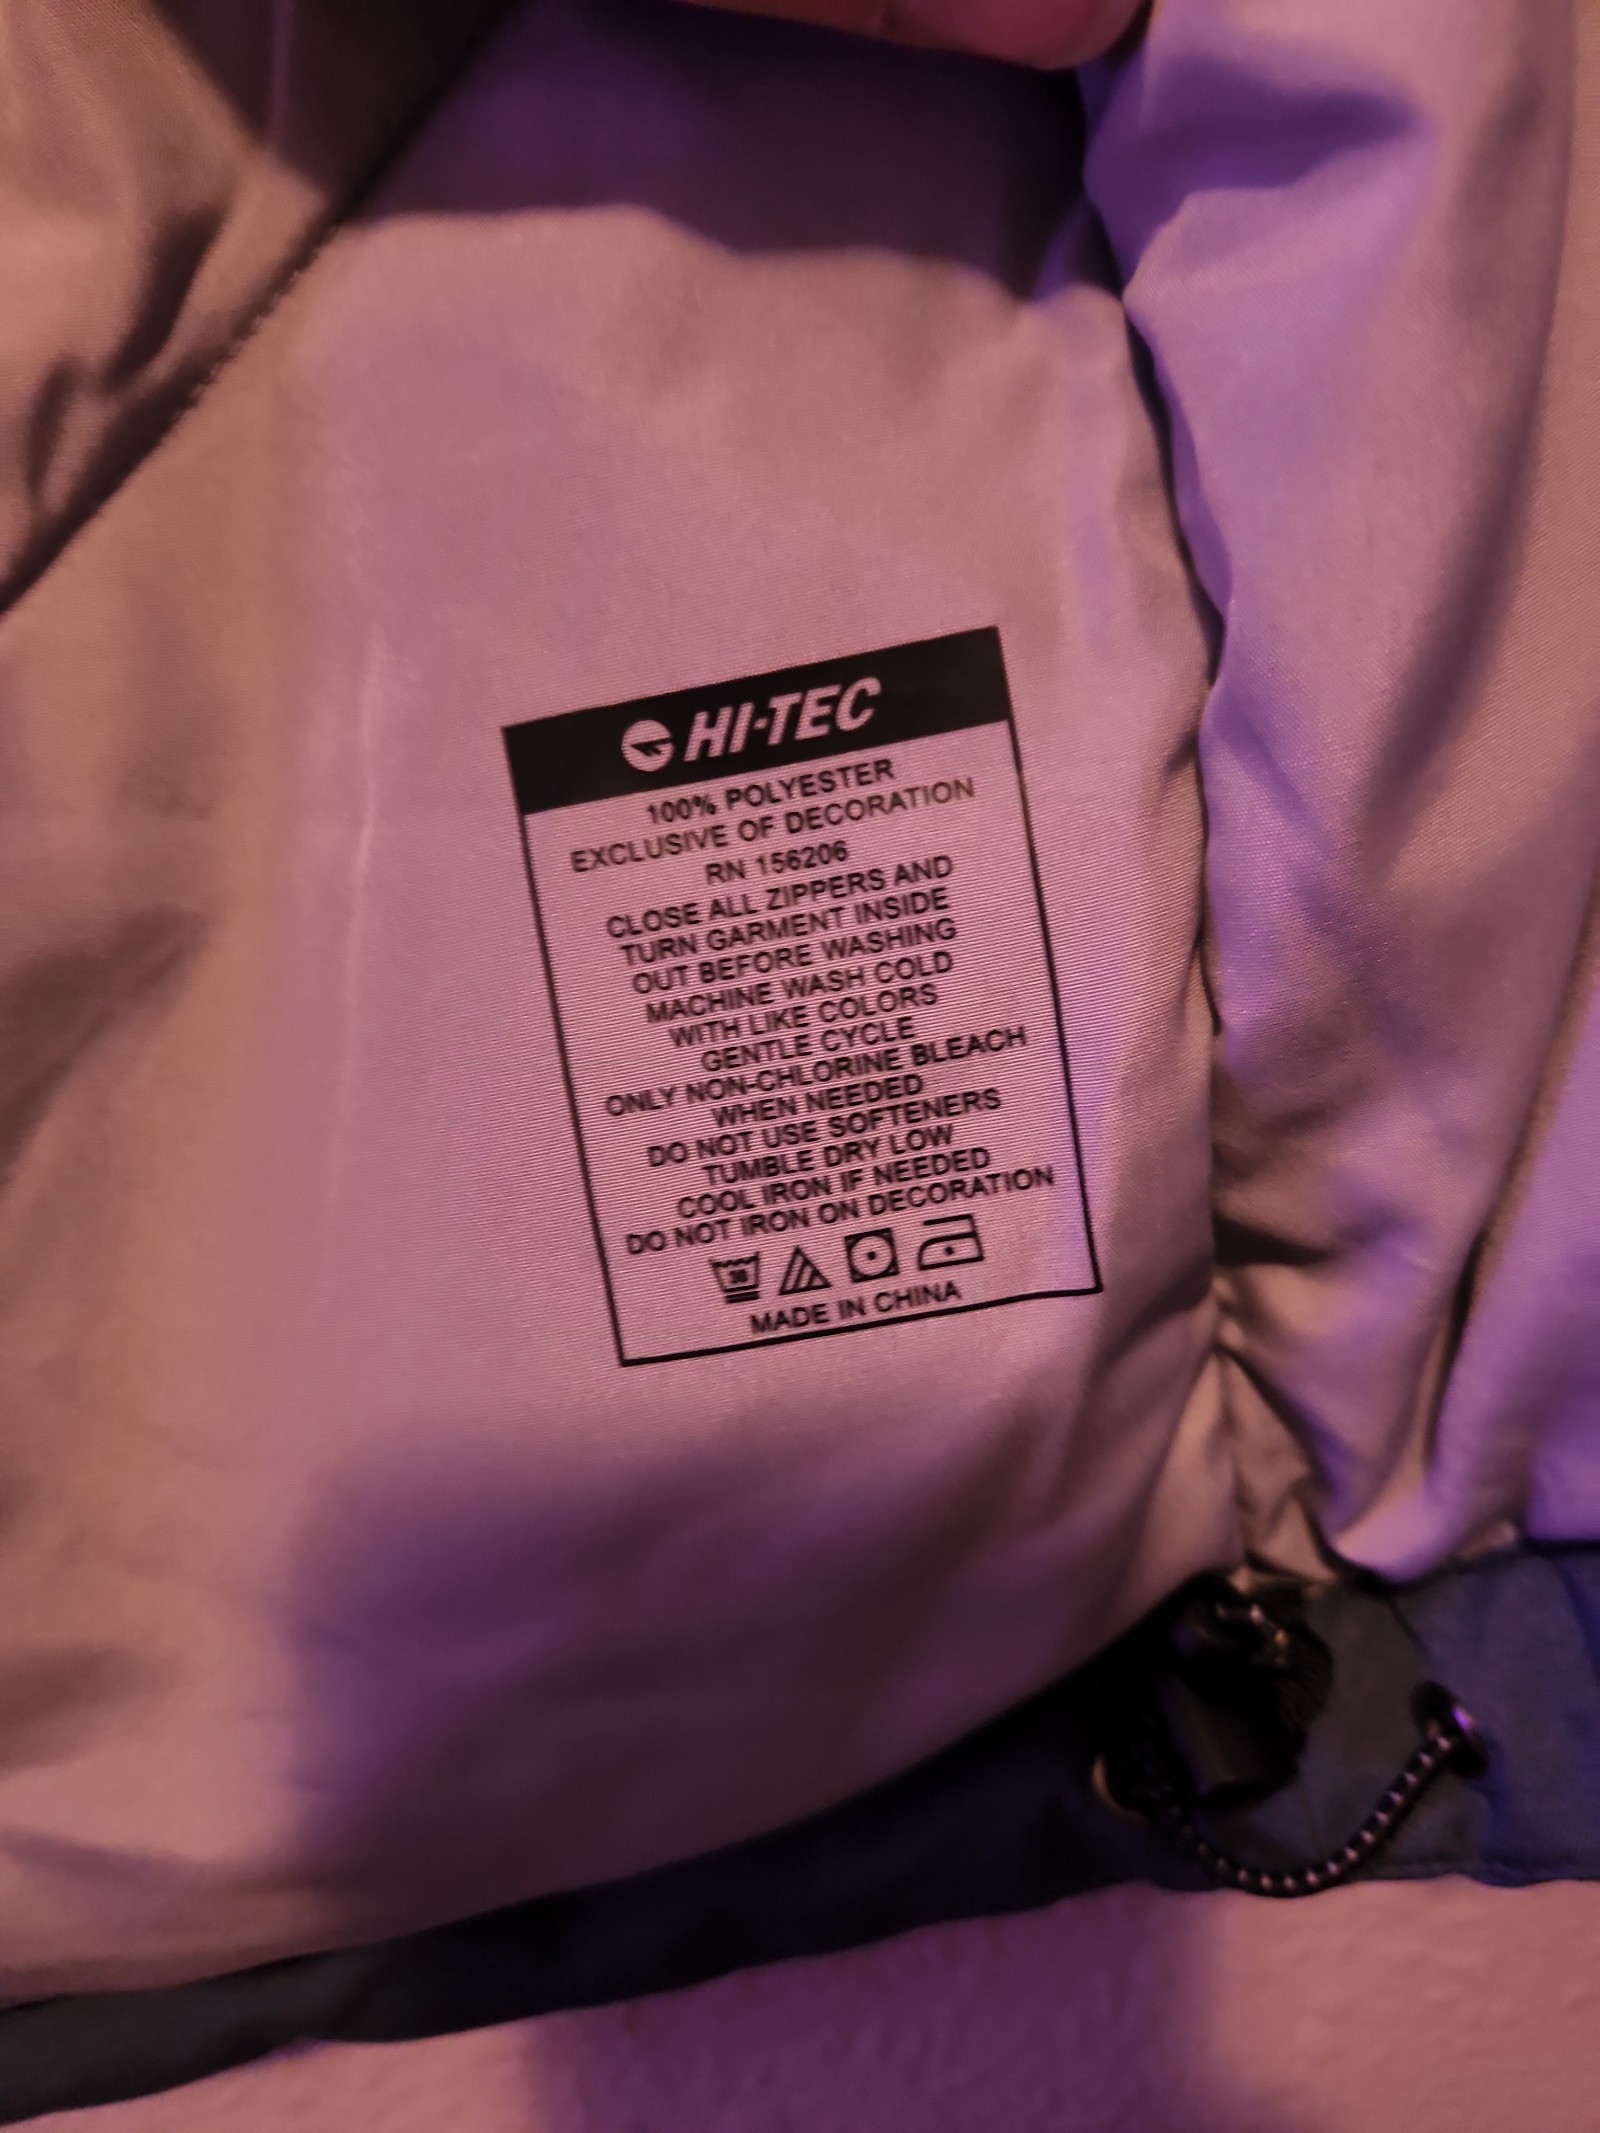 HI-TEC
100% POLYESTER
EXCLUSIVE OF DECORATION
RN 156206
CLOSE ALL ZIPPERS AND
TURN GARMENT INSIDE
OUT BEFORE WASHING
MACHINE WASH COLD
WITH LIKE COLORS
GENTLE CYCLE
ONLY NON-CHLORINE BLEACH
WHEN NEEDED
DO NOT USE SOFTENERS
TUMBLE DRY LOW
COOL IRON IF NEEDED
DO NOT IRON ON DECORATION
30
MADE IN CHINA